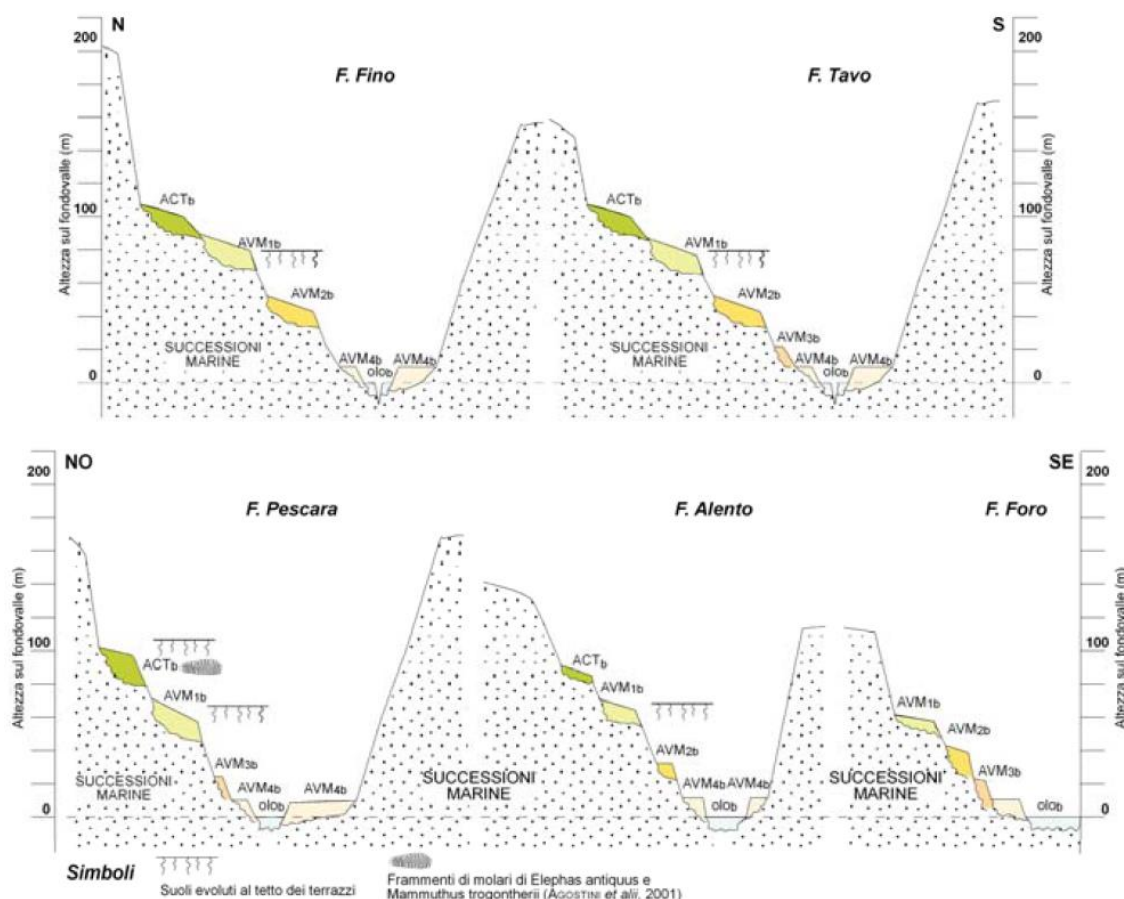 N
S
200
200
F. Fino
F. Tavo
Altezza sul fondovalle (m)
Altezza sul fondovalle (m)
ACTb
ACTb
100
100
AVM1b
AVM1b
AVM2b
AVM2b
SUCCESSIONI
MARINE
SUCCESSIONI
MARINE
AVM3b
AVM4b
AVM4b
AVM4b
AVM4b
olob
olob
0
0
NO
SE
200
200
F. Pescara
F. Alento
F. Foro
Altezza sul fondovalle (m)
Altezza sul fondovalle (m)
100
100
ACTb
ACTb
AVM1b
AVM1b
AVM1b
AVM2b
AVM2b
AVM3b
AVM3b
SUCCESSIONI
MARINE
SUCCESSIONI
MARINE
SUCCESSIONI
MARINE
AVM4b
AVM4b
AVM4b
AVM4b
olob
olob
olob
0
0
Simboli
Suoli evoluti al tetto dei terrazzi
Frammenti di molari di Elephas antiquus e
Mammuthus trogontherii (AGOSTINI et alii, 2001)